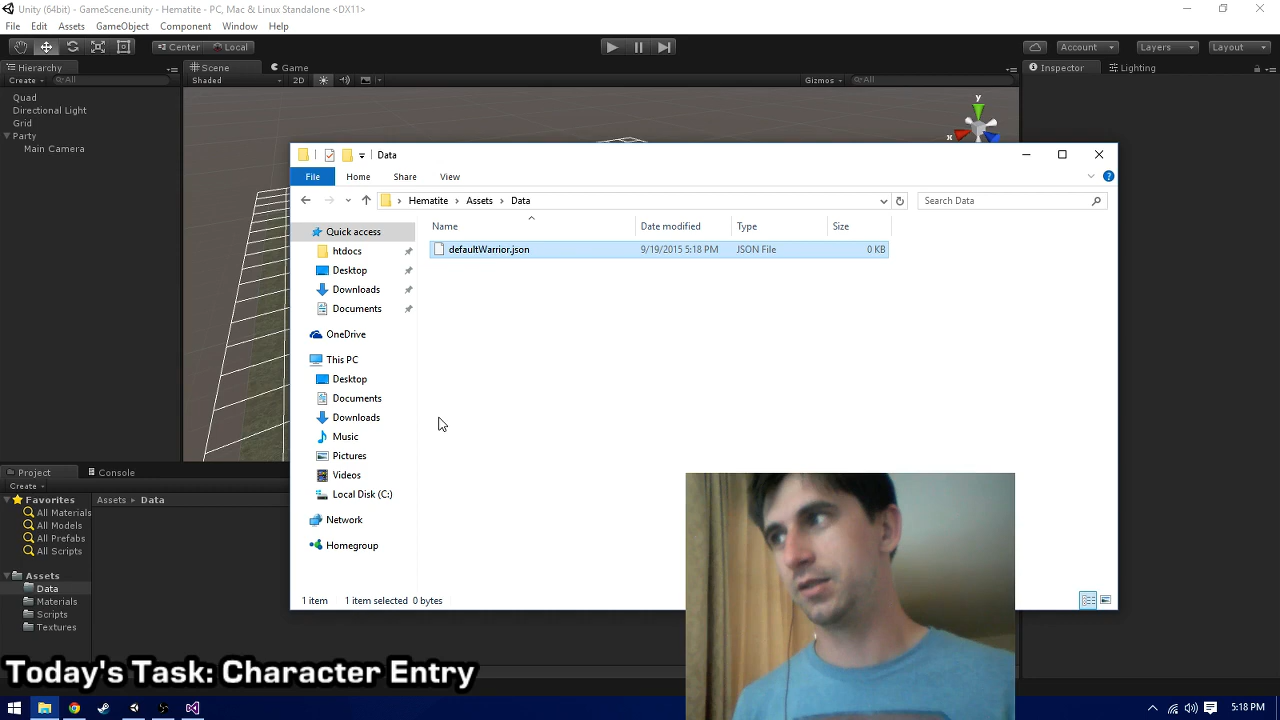 Unity (64bit) - GameScene.unity - Hematite - PC, Mac & Linux Standalone <DX11>
File Edit Assets GameObject Component Window Help
Center Local Account Layers Layout
Hierarchy Scene Game Inspector Lighting
Create All Shaded 2D Gizmos All
Quad
Directional Light
Grid
Party
Main Camera
y
x
Data
File Home Share View
Hematite Assets Data Search Data
Quick access Name Date modified Type Size
htdocs defaultWarrior.json 9/19/2015 5:18 PM JSON File 0 KB
Desktop
Downloads
Documents
OneDrive
This PC
Desktop
Documents
Downloads
Music
Pictures
Videos
Local Disk (C:)
Network
Homegroup
1 item 1 item selected 0 bytes
Project Console
Create
Favorites Assets Data
All Materials
All Models
All Prefabs
All Scripts
Assets
Data
Materials
Scripts
Textures
Today's Task: Character Entry
5:18 PM